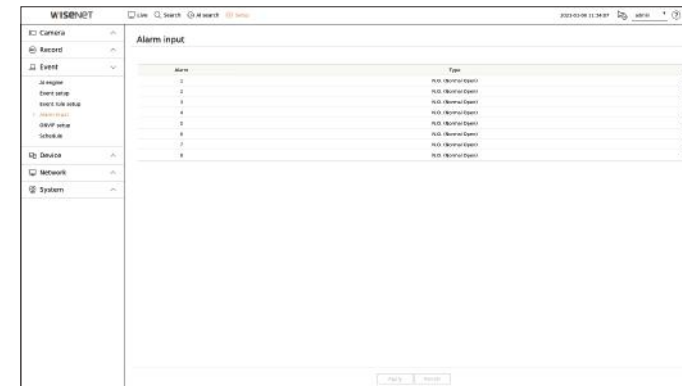 WISENET
Live Search AI search Setup
admin
Camera
Record
Event
AI engine
Event setup
Event rule setup
Alarm input
ONVIF setup
Schedule
Device
Network
System
Alarm input
Alarm Type
1 N.O. (Normal Open)
2 N.O. (Normal Open)
3 N.O. (Normal Open)
4 N.O. (Normal Open)
5 N.O. (Normal Open)
6 N.O. (Normal Open)
7 N.O. (Normal Open)
8 N.O. (Normal Open)
Apply